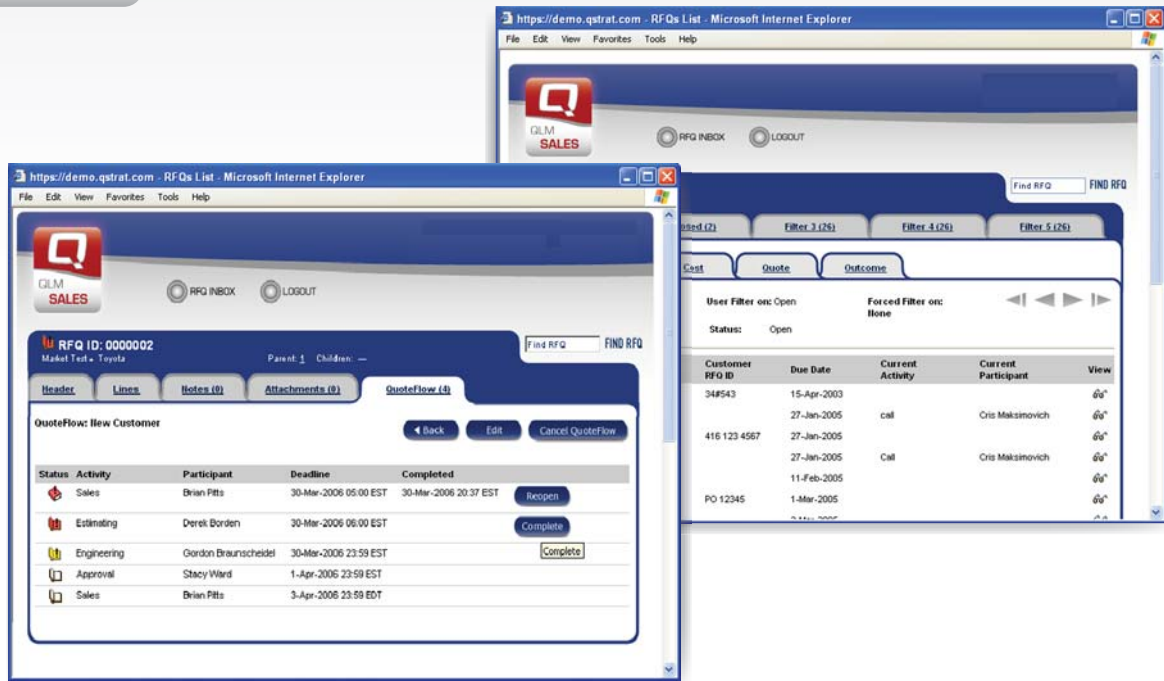 https://demo.qstrat.com - RFQs List - Microsoft Internet Explorer
File Edit View Favorites Tools Help
QLM
SALES
RFQ INBOX LOGOUT
Find RFQ FIND RFQ
Filter 3 (26) Filter 4 (26) Filter 5 (26)
Cost Quote Outcome
User Filter on: Open Forced Filter on:
None
Status: Open
Customer RFQ ID Due Date Current Activity Current Participant View
34#543 15-Apr-2003
27-Jan-2005 call Cris Maksimovich
416 123 4567 27-Jan-2005
27-Jan-2005 Call Cris Maksimovich
11-Feb-2005
PO 12345 1-Mar-2005
https://demo.qstrat.com - RFQs List - Microsoft Internet Explorer
File Edit View Favorites Tools Help
QLM
SALES
RFQ INBOX LOGOUT
RFQ ID: 0000002
Market Test - Toyota Parent: 1 Children: —
Find RFQ FIND RFQ
Header Lines Notes (0) Attachments (0) QuoteFlow (4)
QuoteFlow: New Customer
Back Edit Cancel QuoteFlow
Status Activity Participant Deadline Completed
Sales Brian Pitts 30-Mar-2006 05:00 EST 30-Mar-2006 20:37 EST Reopen
Estimating Derek Borden 30-Mar-2006 06:00 EST Complete
Complete
Engineering Gordon Braunscheidel 30-Mar-2006 23:59 EST
Approval Stacy Ward 1-Apr-2006 23:59 EST
Sales Brian Pitts 3-Apr-2006 23:59 EDT